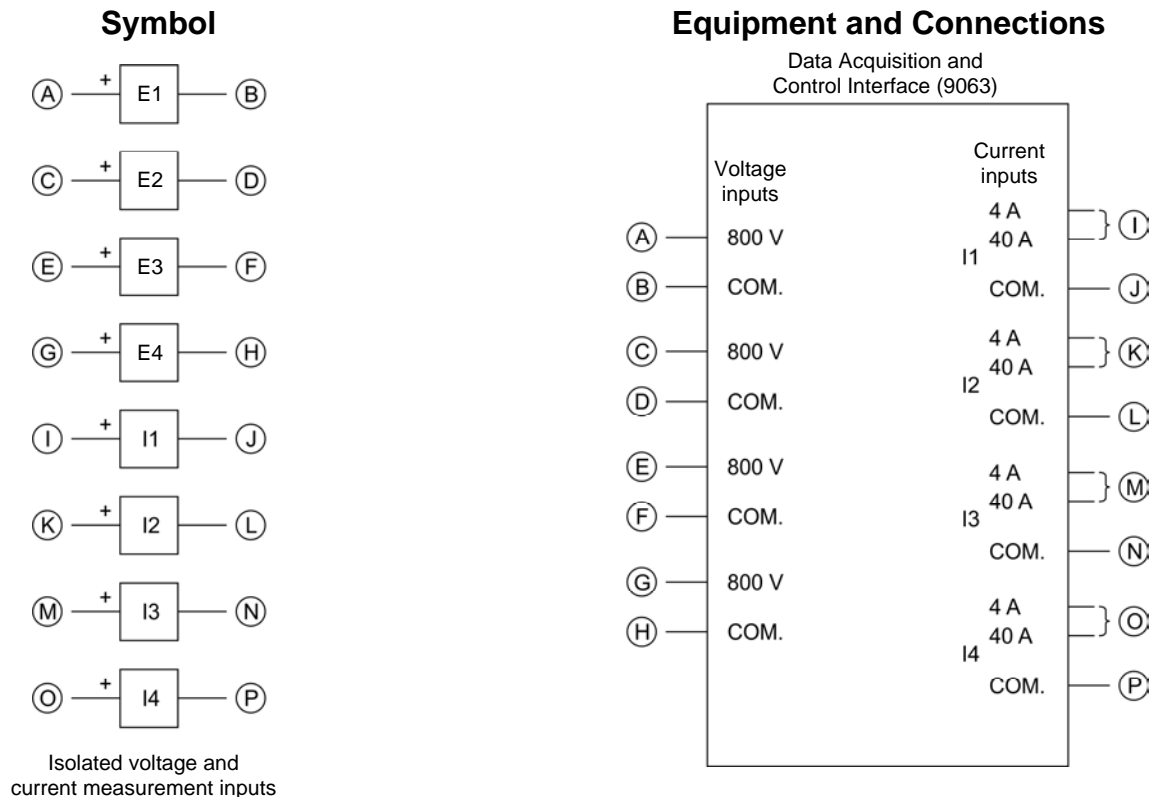 Symbol
A + E1 B
C + E2 D
E + E3 F
G + E4 H
I + I1 J
K + I2 L
M + I3 N
O + I4 P
Isolated voltage and
current measurement inputs
Equipment and Connections
Data Acquisition and
Control Interface (9063)
Voltage
inputs
A 800 V
B COM.
C 800 V
D COM.
E 800 V
F COM.
G 800 V
H COM.
Current
inputs
4 A
I1 40 A I
COM. J
4 A
I2 40 A K
COM. L
4 A
I3 40 A M
COM. N
4 A
I4 40 A O
COM. P